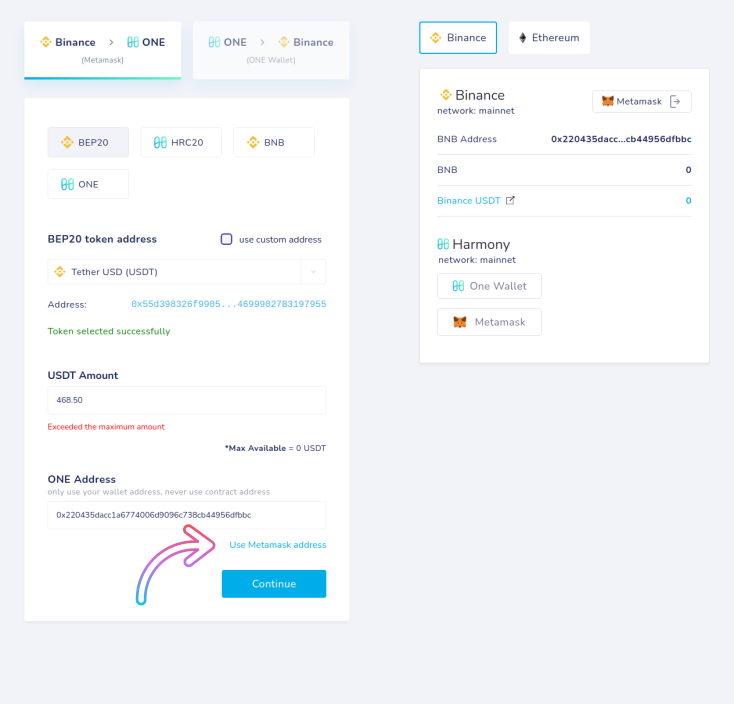 Binance > ONE
(Metamask)
ONE > Binance
(ONE Wallet)
BEP20
HRC20
BNB
ONE
BEP20 token address
use custom address
Tether USD (USDT)
Address: 0x55d398326f9905...46999027B3197955
Token selected successfully
USDT Amount
468.50
Exceeded the maximum amount
*Max Available = 0 USDT
ONE Address
only use your wallet address, never use contract address
0x220435dacc1a6774006d9096c738cb44956dfbbc
Use Metamask address
Continue
Binance
Ethereum
Binance
network: mainnet
Metamask
BNB Address 0x220435dacc...cb44956dfbbc
BNB 0
Binance USDT 0
Harmony
network: mainnet
One Wallet
Metamask